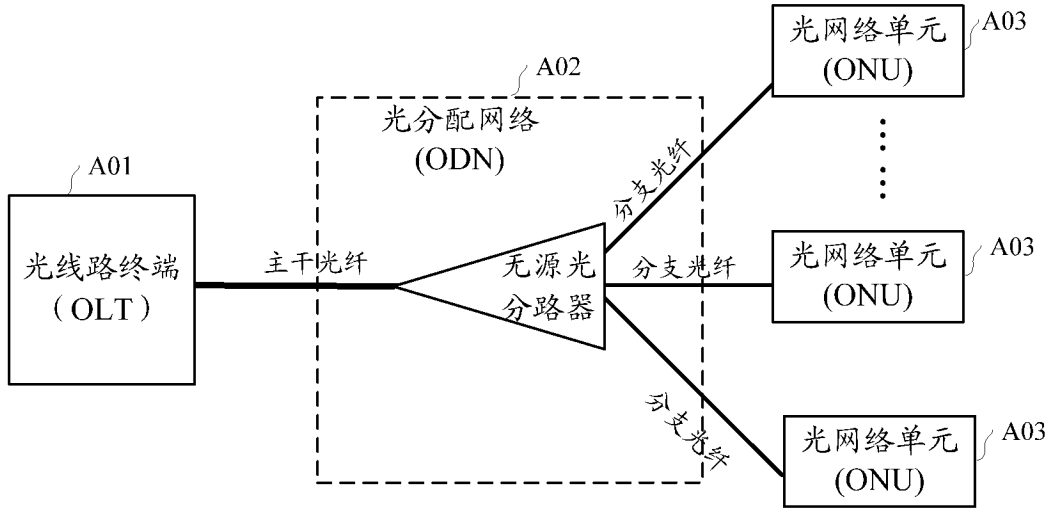 A01
光线路终端
（OLT）
主干光纤
A02
光分配网络
(ODN)
无源光
分路器
分支光纤
分支光纤
分支光纤
A03
光网络单元
(ONU)
A03
光网络单元
(ONU)
A03
光网络单元
(ONU)